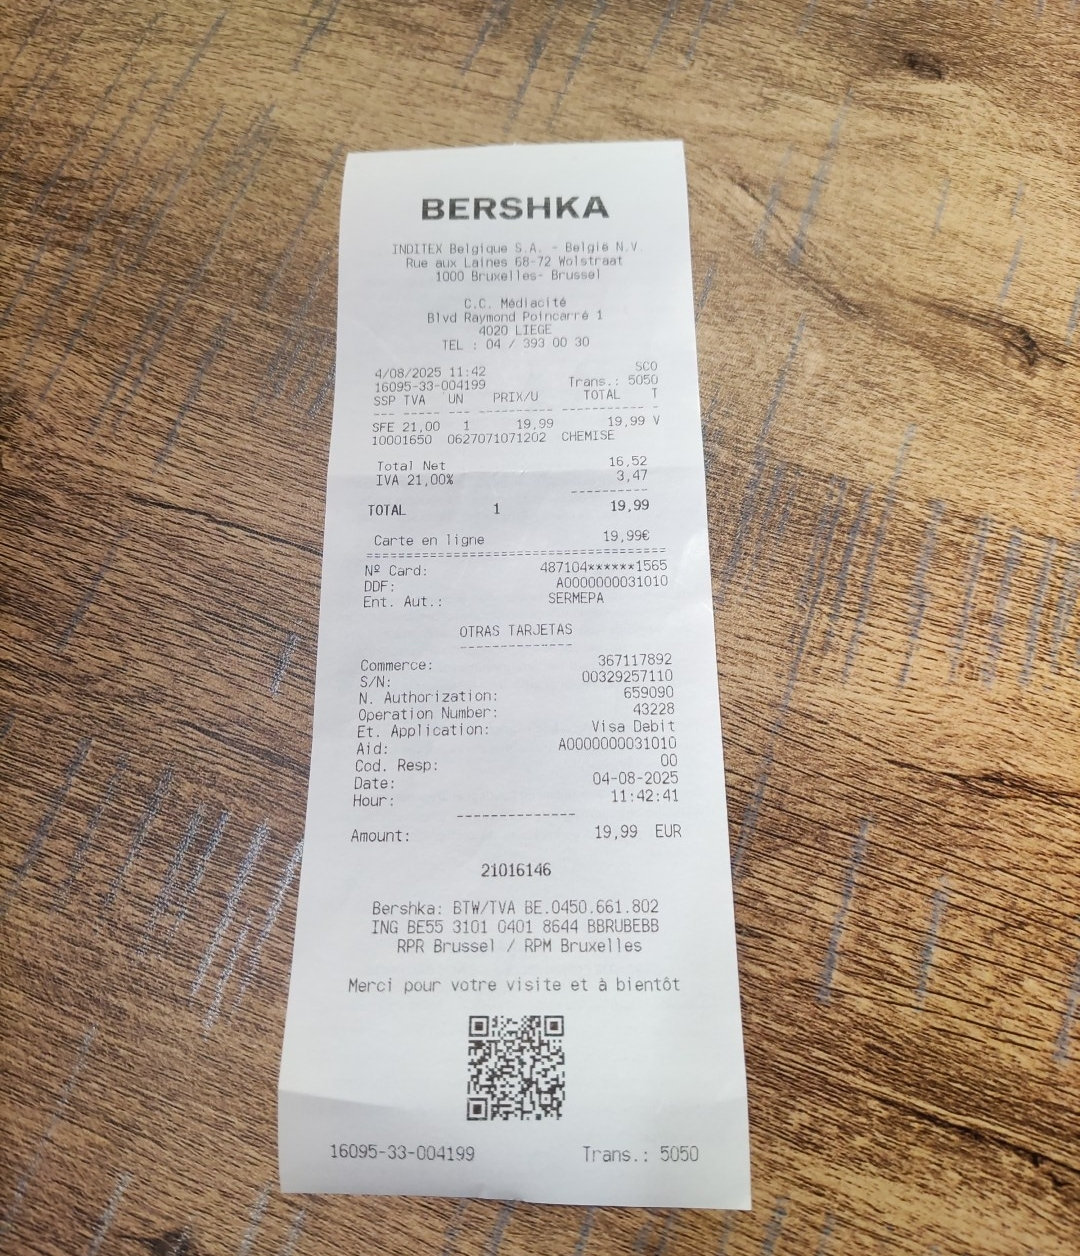 BERSHKA
INDITEX Belgique S.A. - België N.V.
Rue aux Laines 68-72 Wolstraat
1000 Bruxelles- Brussel
C.C. Médiacité
Blvd Raymond Poincarré 1
4020 LIEGE
TEL : 04 / 393 00 30
4/08/2025 11:42 SCO
16095-33-004199 Trans.: 5050
SSP TVA UN PRIX/U TOTAL T
--- ----- --- ---------- ----------- -
SFE 21,00 1 19,99 19,99 V
10001650 0627071071202 CHEMISE
Total Net 16,52
IVA 21,00% 3,47
----------
TOTAL 1 19,99
Carte en ligne 19,99€
========================================
Nº Card: 487104******1565
DDF: A0000000031010
Ent. Aut.: SERMEPA
OTRAS TARJETAS
--------------
Commerce: 367117892
S/N: 00329257110
N. Authorization: 659090
Operation Number: 43228
Et. Application: Visa Debit
Aid: A0000000031010
Cod. Resp: 00
Date: 04-08-2025
Hour: 11:42:41
--------------
Amount: 19,99 EUR
21016146
Bershka: BTW/TVA BE.0450.661.802
ING BE55 3101 0401 8644 BBRUBEBB
RPR Brussel / RPM Bruxelles
Merci pour votre visite et à bientôt
16095-33-004199 Trans.: 5050